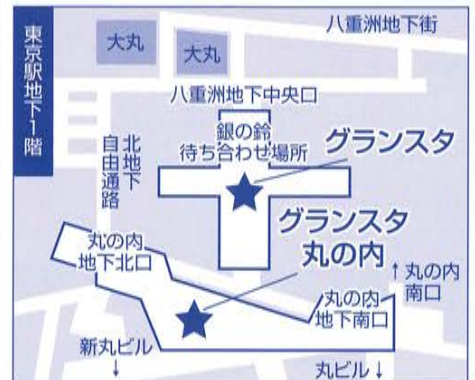 東京駅地下1階
八重洲地下街
大丸
大丸
八重洲地下中央口
銀の鈴
待ち合わせ場所
グランスタ
北地下
自由通路
グランスタ
丸の内
丸の内
地下北口
↑丸の内
南口
丸の内
地下南口
新丸ビル
↓
丸ビル↓